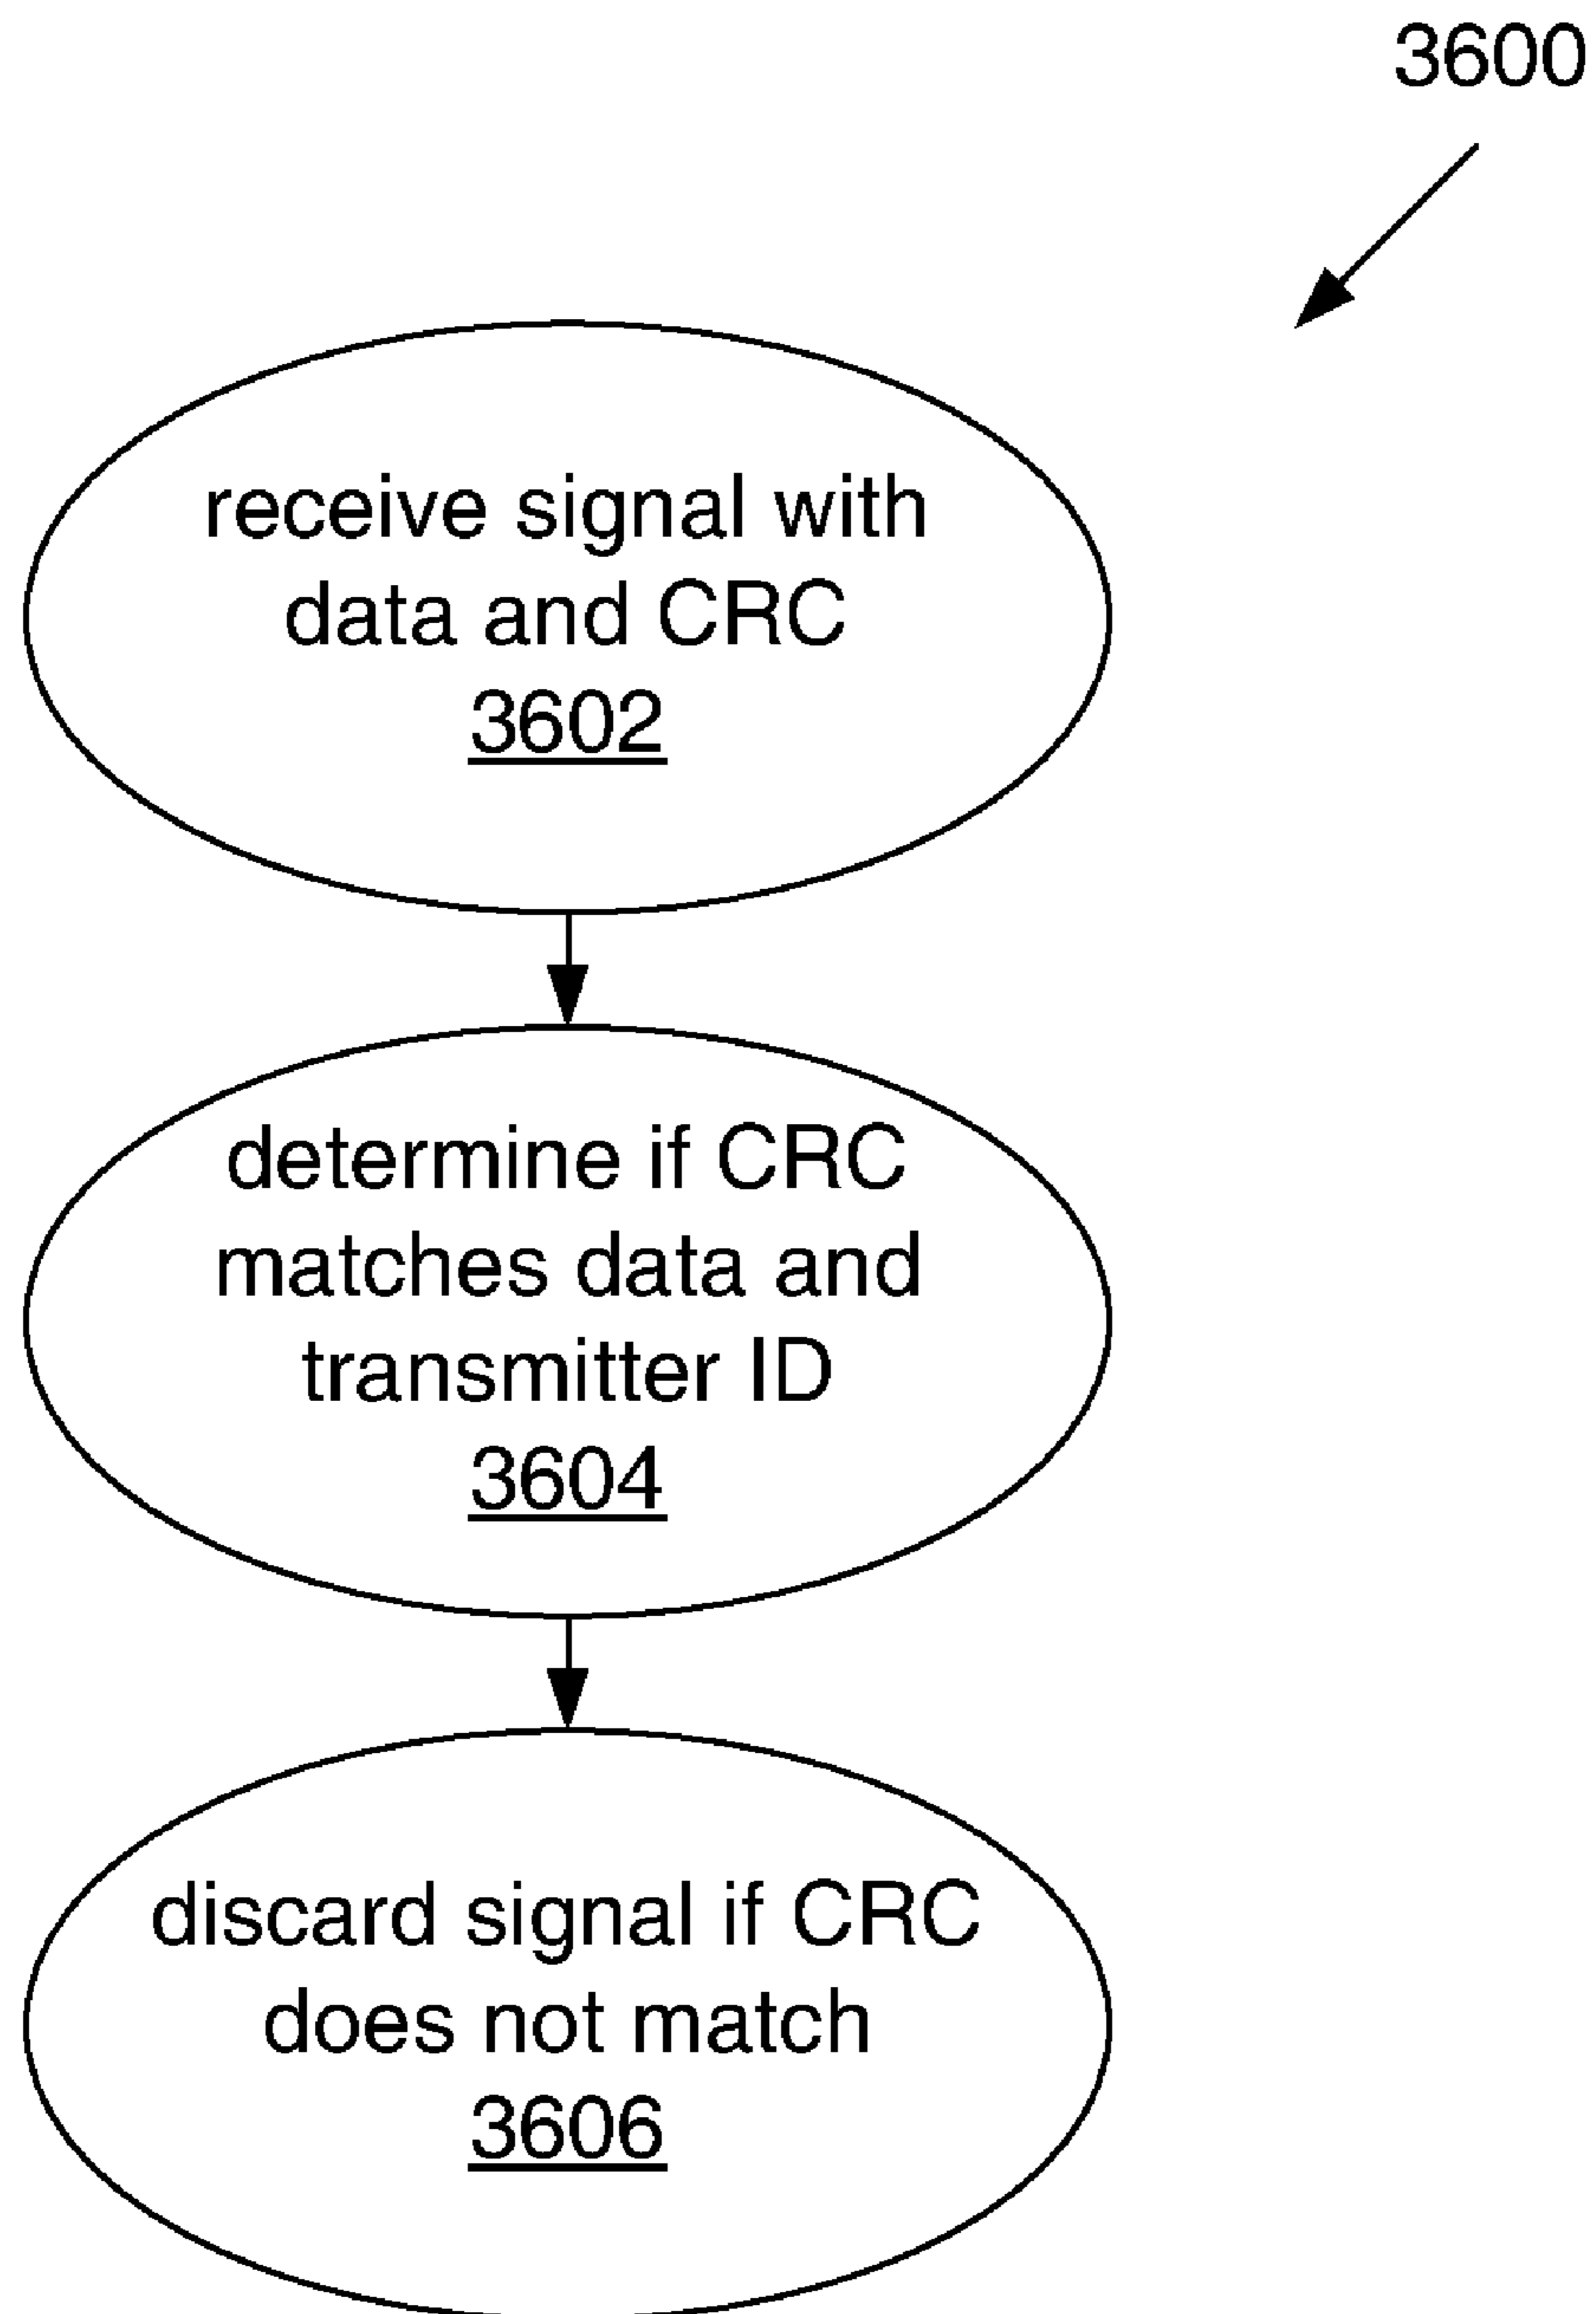 3600
receive signal with
data and CRC
3602
determine if CRC
matches data and
transmitter ID
3604
discard signal if CRC
does not match
3606